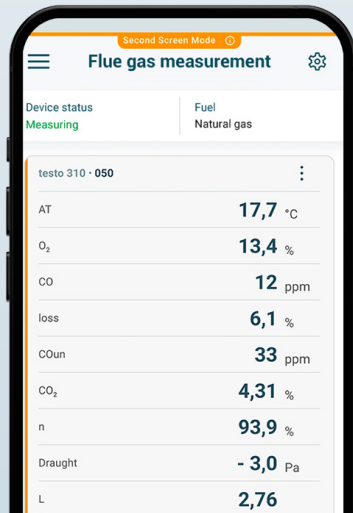 Second Screen Mode
Flue gas measurement
Device status
Fuel
Measuring
Natural gas
testo 310 · 050
AT 17,7 °C
O₂ 13,4 %
CO 12 ppm
loss 6,1 %
COun 33 ppm
CO₂ 4,31 %
n 93,9 %
Draught - 3,0 Pa
L 2,76